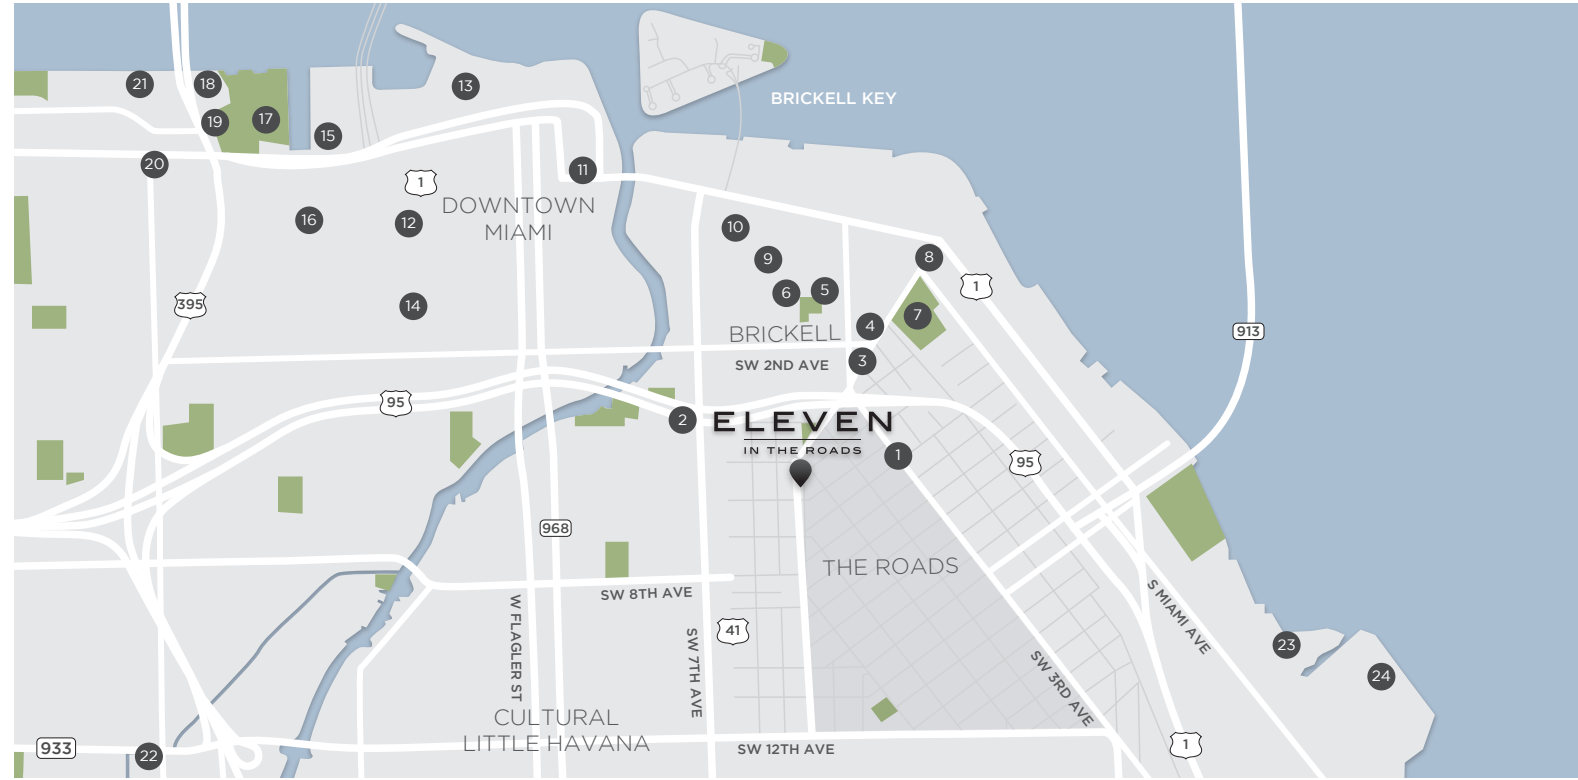 21
18
13
19
17
15
BRICKELL KEY
20
11
1
DOWNTOWN
MIAMI
16
12
10
9
8
6
5
1
395
14
7
4
BRICKELL
913
SW 2ND AVE
3
95
2
ELEVEN
IN THE ROADS
1
95
968
THE ROADS
SW 8TH AVE
W FLAGLER ST
41
SW 7TH AVE
S MIAMI AVE
23
24
SW 3RD AVE
CULTURAL
LITTLE HAVANA
933
22
SW 12TH AVE
1